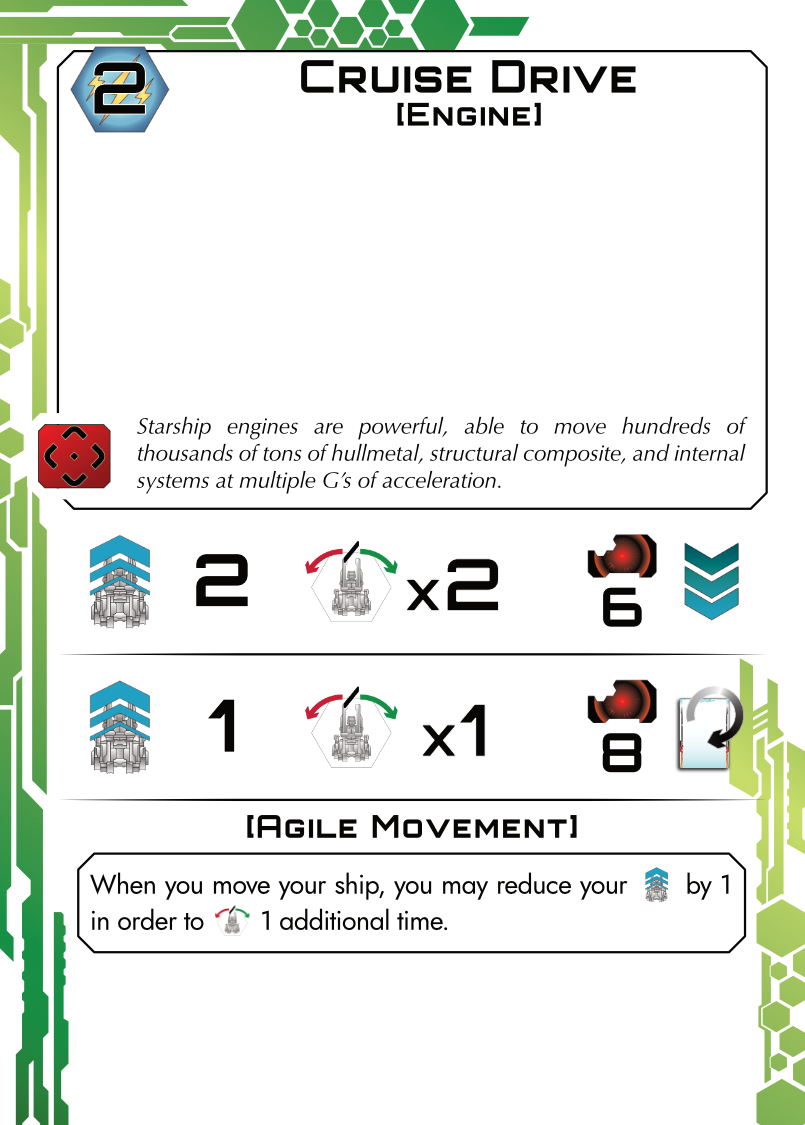 2
Cruise Drive
[Engine]
Starship engines are powerful, able to move hundreds of
thousands of tons of hullmetal, structural composite, and internal
systems at multiple G's of acceleration.
2 x2 6
1 x1 8
[Agile Movement]
When you move your ship, you may reduce your by 1
in order to 1 additional time.